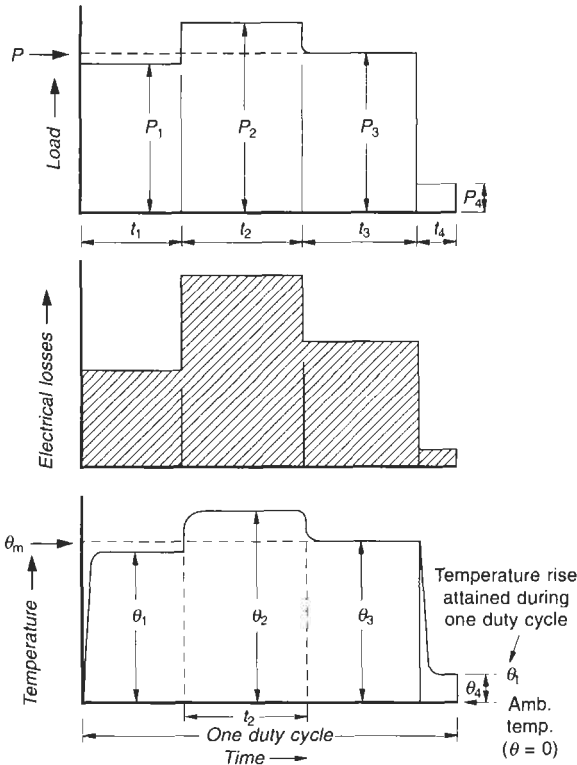 P
Load
P1
P2
P3
P4
t1
t2
t3
t4
Electrical losses
θm
Temperature
θ1
θ2
θ3
θ4
Temperature rise
attained during
one duty cycle
θt
Amb.
temp.
(θ = 0)
t2
One duty cycle
Time